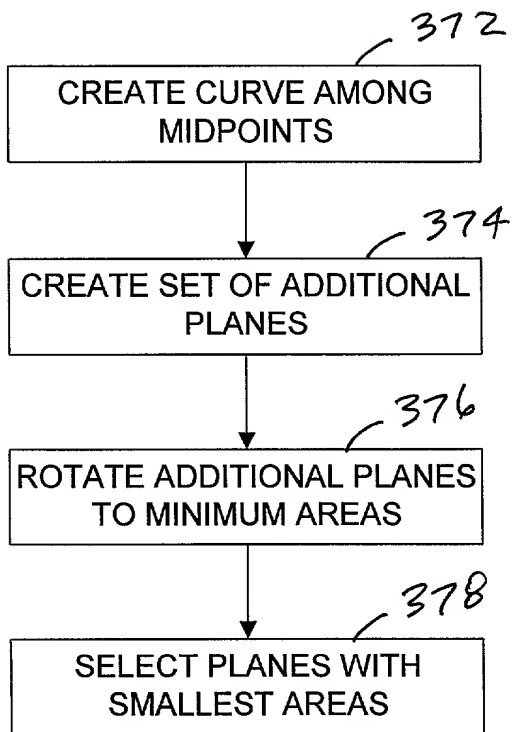 372
CREATE CURVE AMONG
MIDPOINTS
374
CREATE SET OF ADDITIONAL
PLANES
376
ROTATE ADDITIONAL PLANES
TO MINIMUM AREAS
378
SELECT PLANES WITH
SMALLEST AREAS